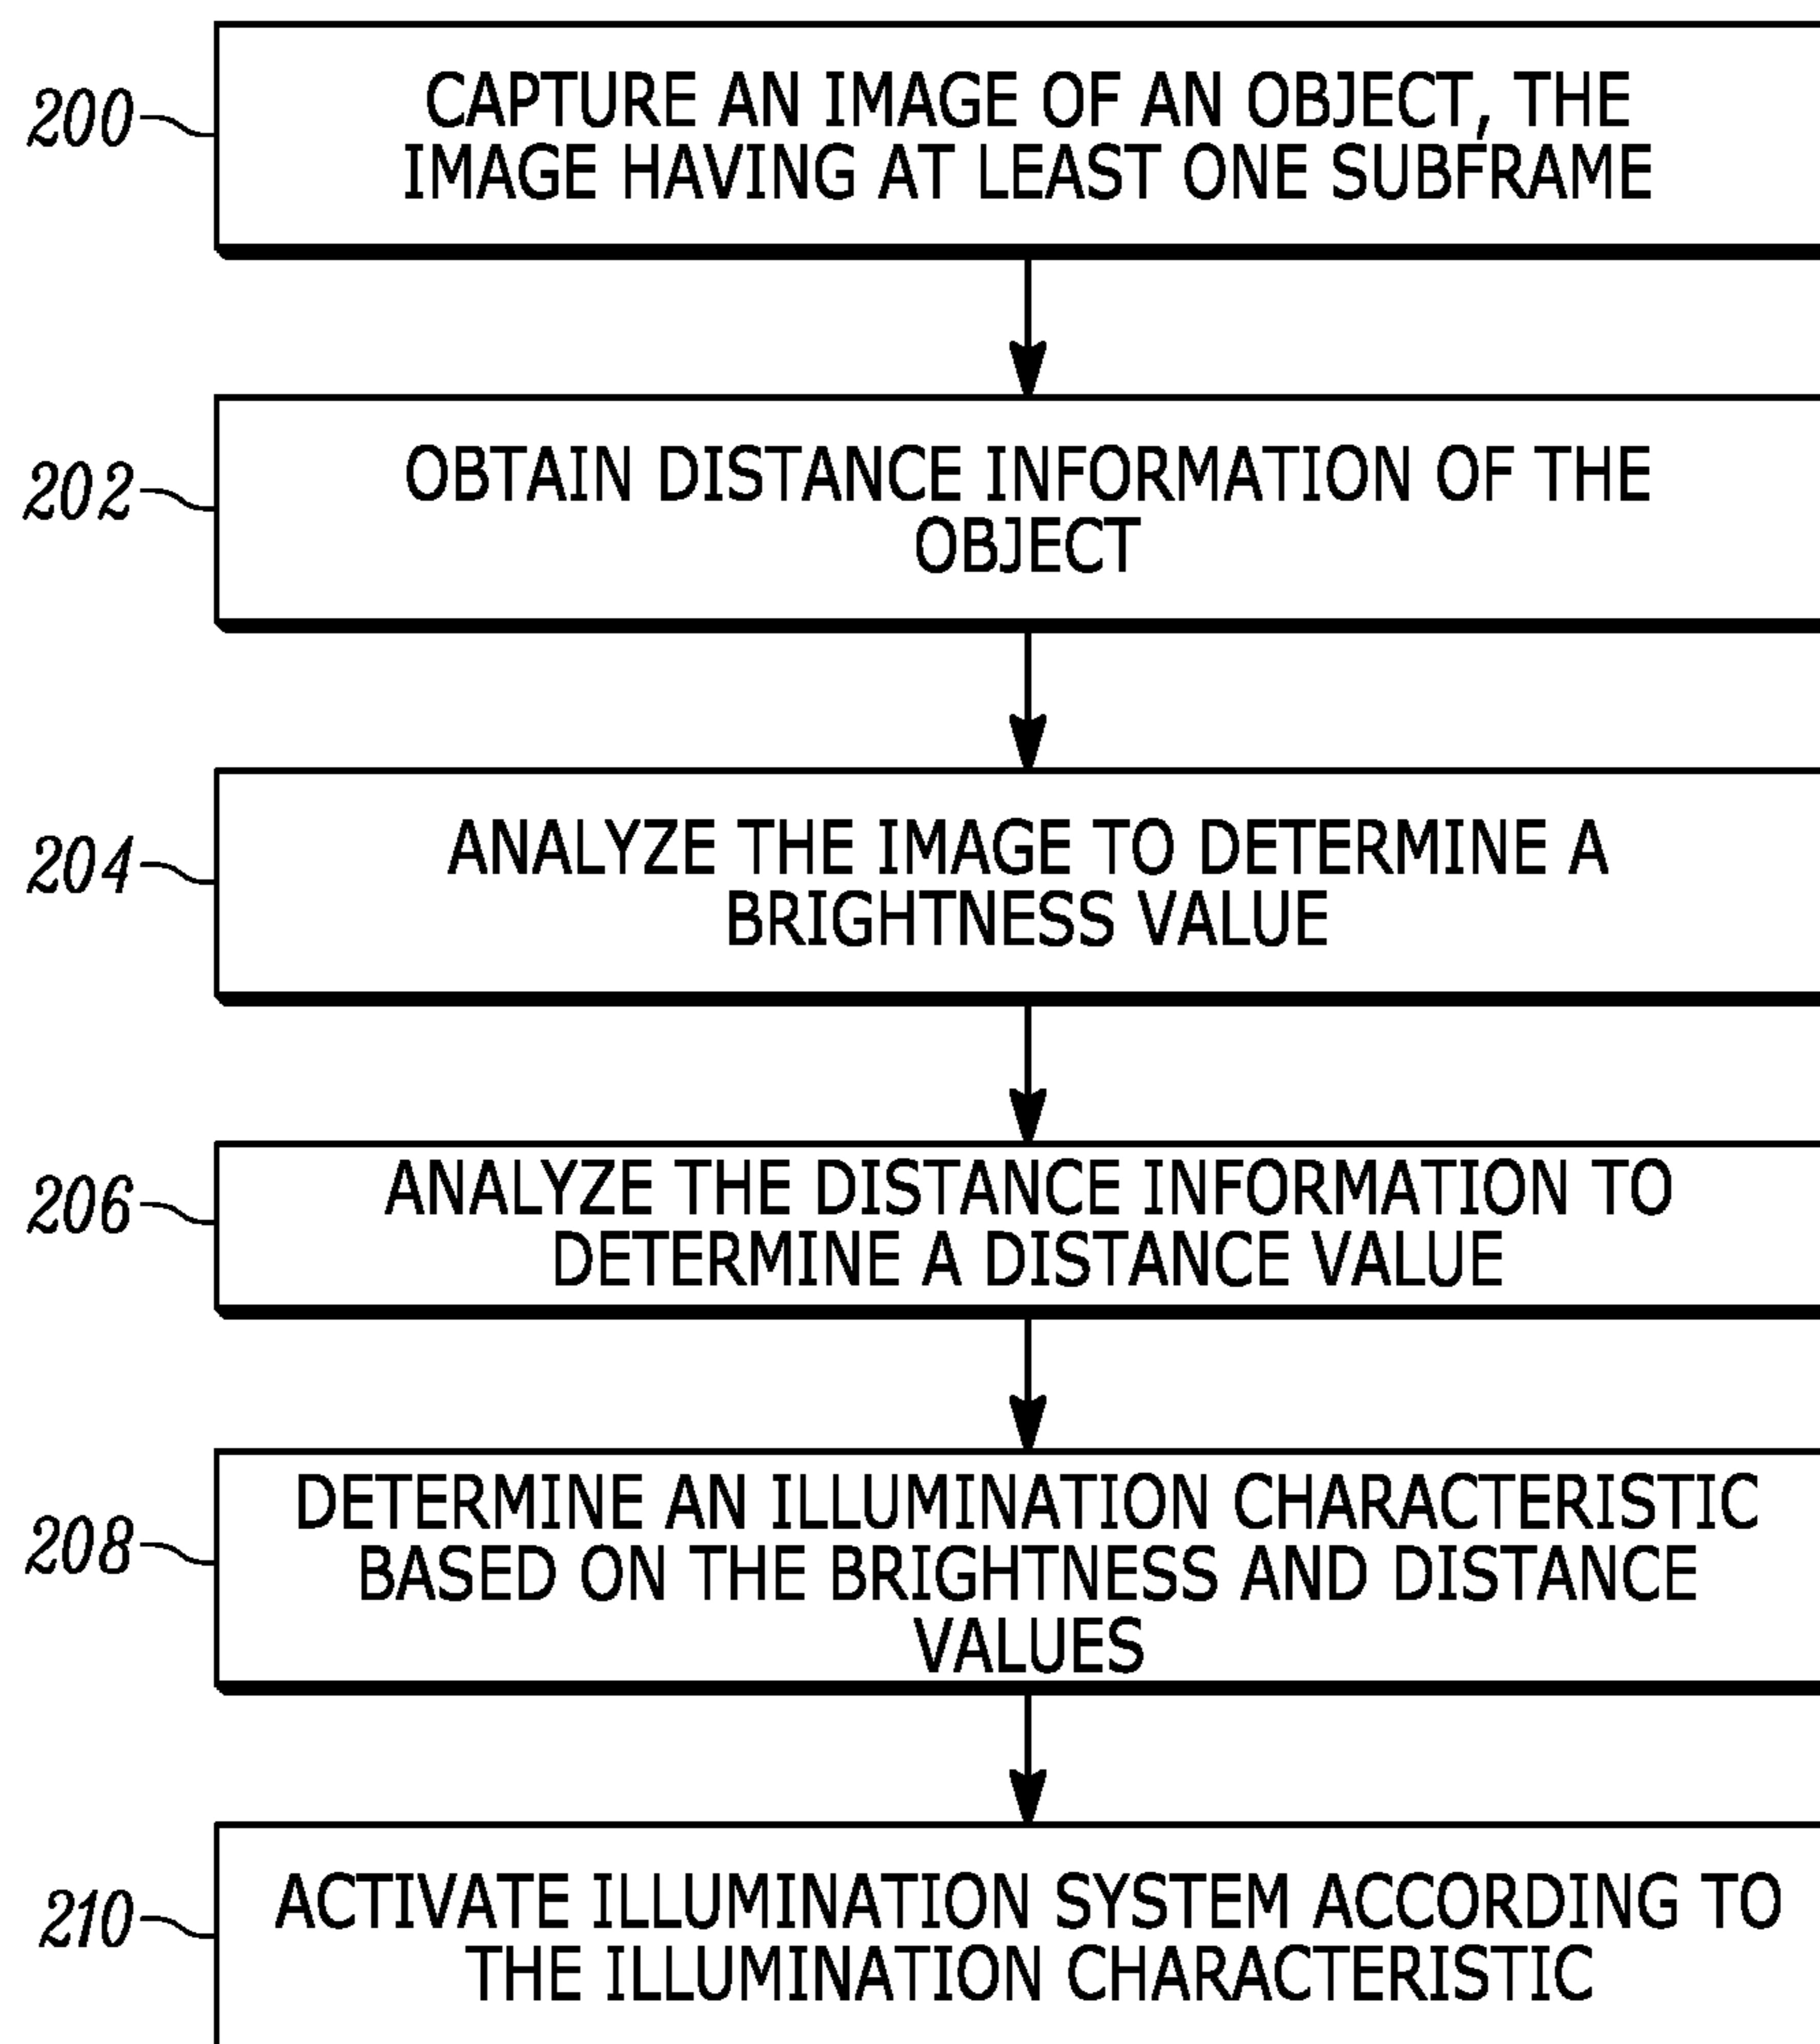 200
CAPTURE AN IMAGE OF AN OBJECT, THE
IMAGE HAVING AT LEAST ONE SUBFRAME
202
OBTAIN DISTANCE INFORMATION OF THE
OBJECT
204
ANALYZE THE IMAGE TO DETERMINE A
BRIGHTNESS VALUE
206
ANALYZE THE DISTANCE INFORMATION TO
DETERMINE A DISTANCE VALUE
208
DETERMINE AN ILLUMINATION CHARACTERISTIC
BASED ON THE BRIGHTNESS AND DISTANCE
VALUES
210
ACTIVATE ILLUMINATION SYSTEM ACCORDING TO
THE ILLUMINATION CHARACTERISTIC